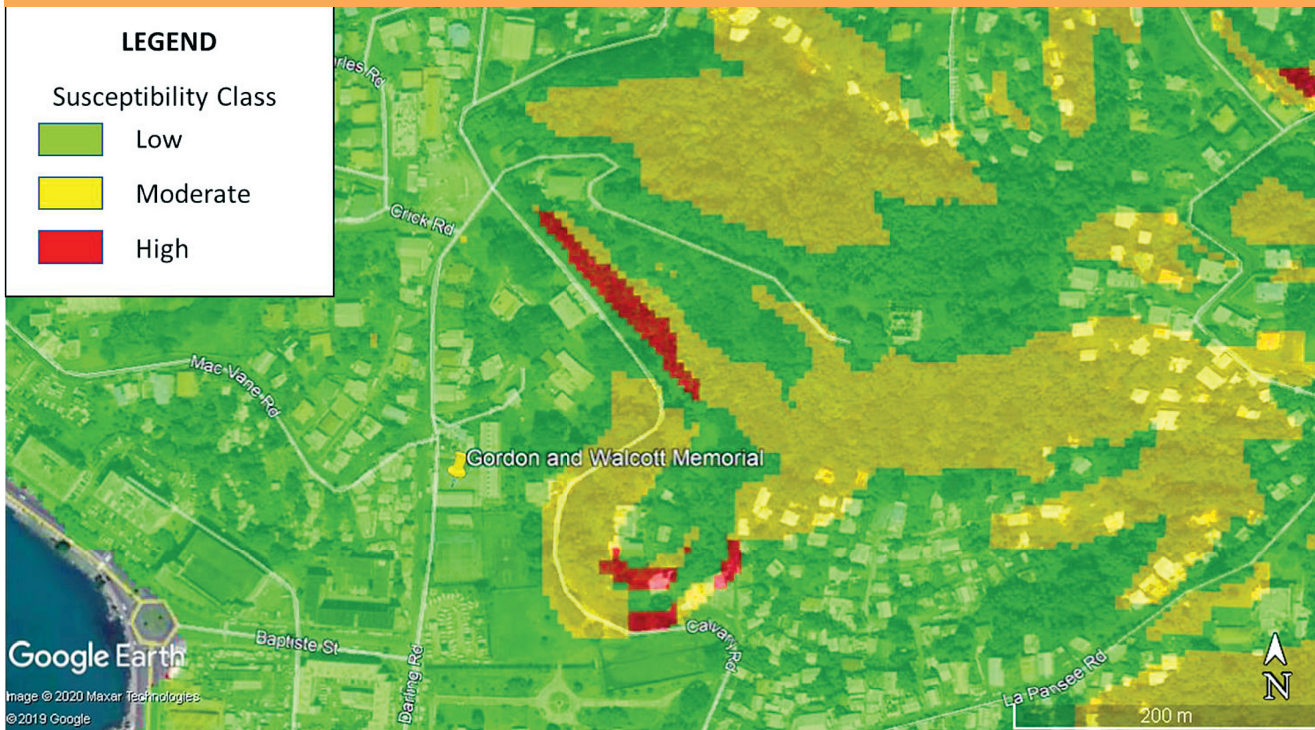 LEGEND
Susceptibility Class
Low
Moderate
High
Crick Rd
Mac Vane Rd
Gordon and Walcott Memorial
Baptiste St
Darling Rd
Calvary Rd
La Pansee Rd
Google Earth
Image © 2020 Maxar Technologies
©2019 Google
N
200 m